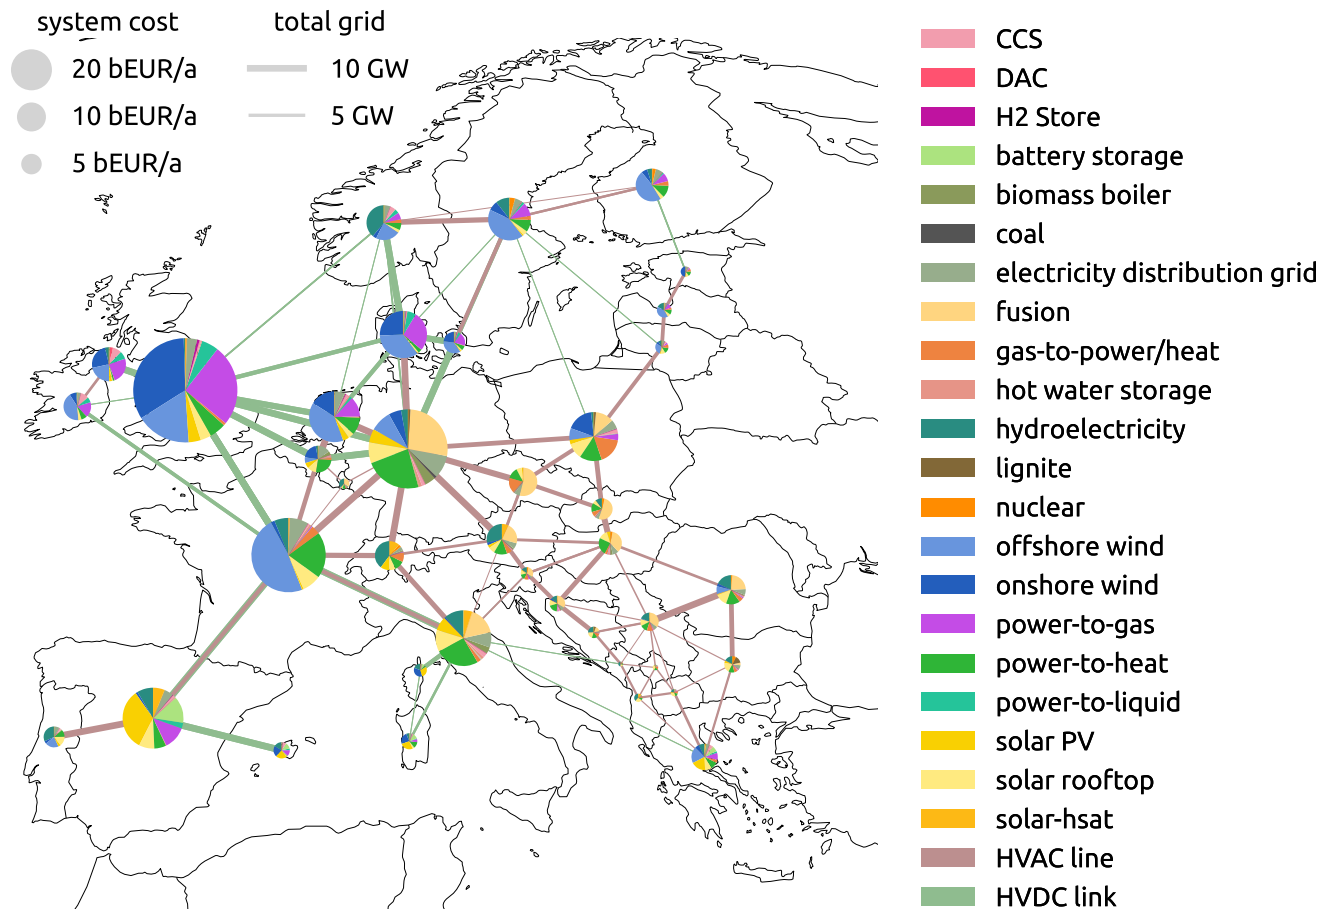 system cost
total grid
20 bEUR/a
10 GW
10 bEUR/a
5 GW
5 bEUR/a
CCS
DAC
H2 Store
battery storage
biomass boiler
coal
electricity distribution grid
fusion
gas-to-power/heat
hot water storage
hydroelectricity
lignite
nuclear
offshore wind
onshore wind
power-to-gas
power-to-heat
power-to-liquid
solar PV
solar rooftop
solar-hsat
HVAC line
HVDC link